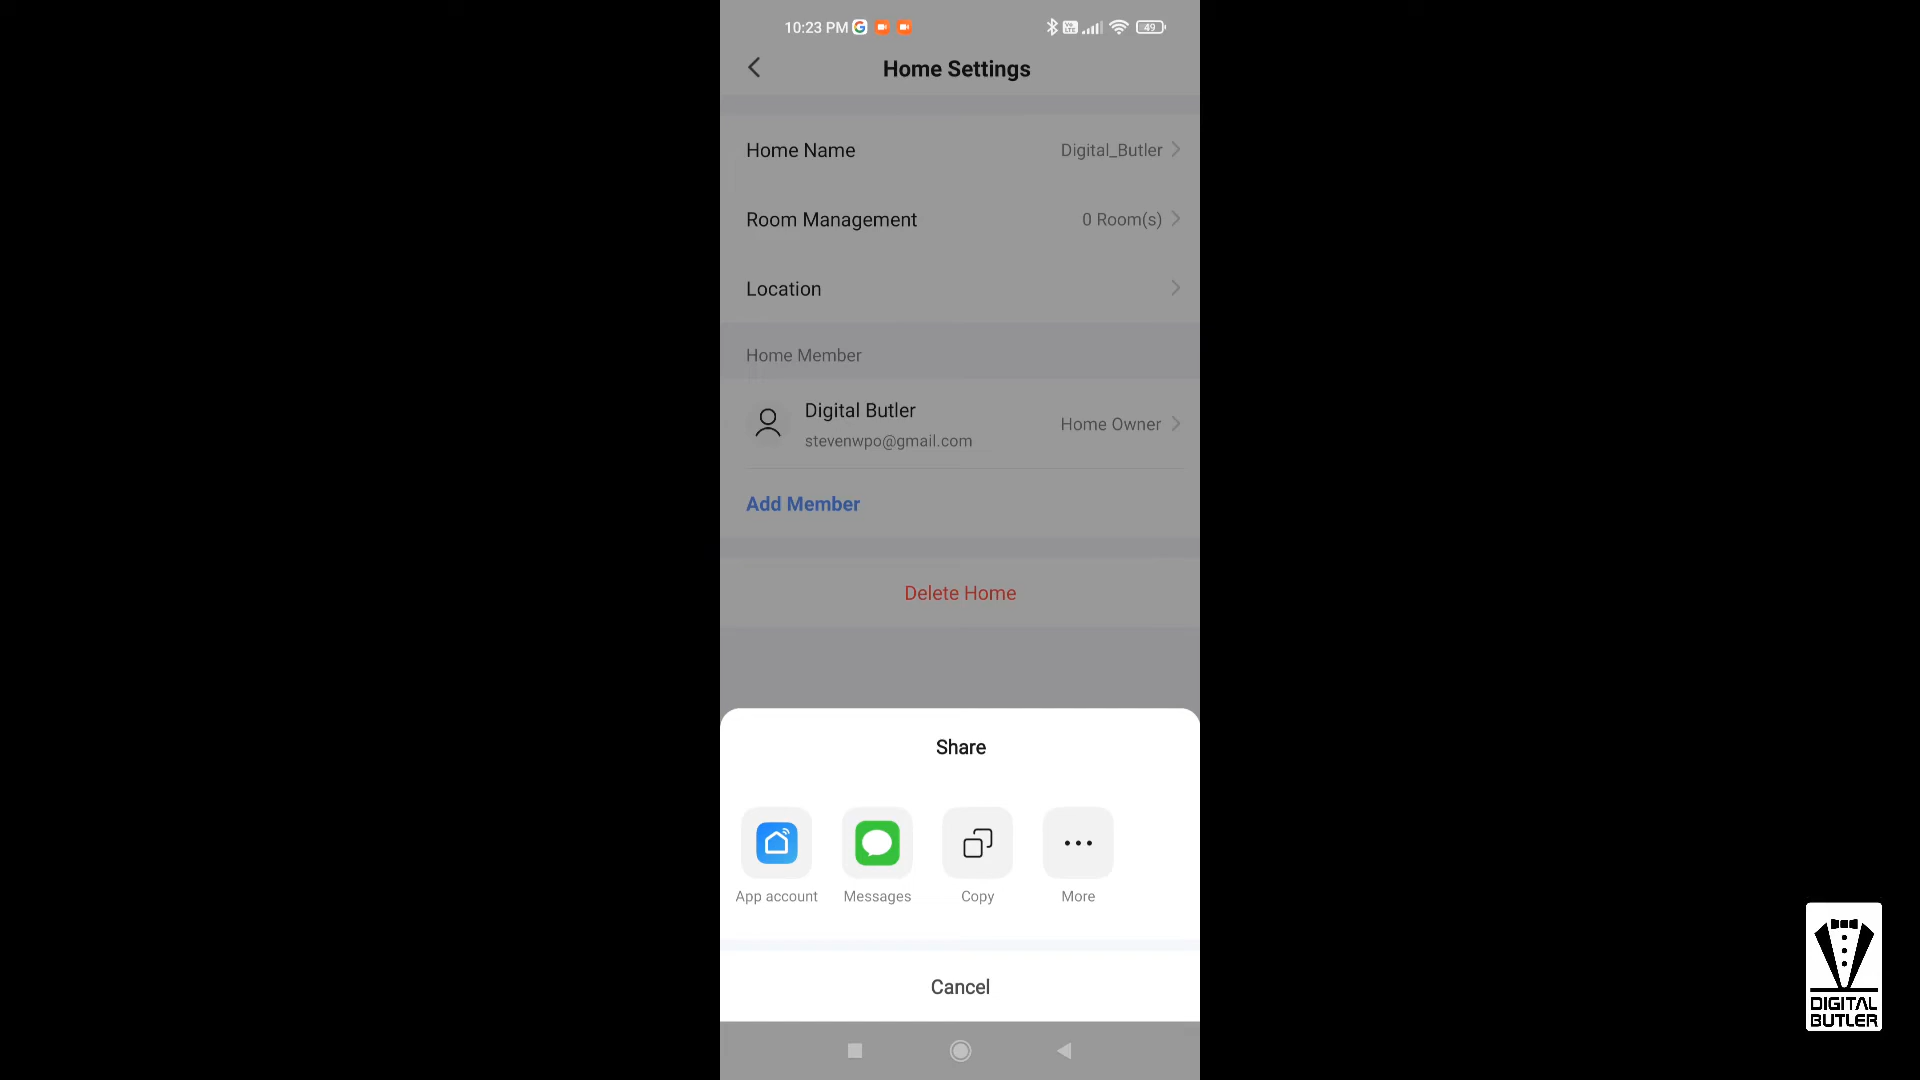 10:23 PM
49
Home Settings
Home Name
Digital_Butler
Room Management
0 Room(s)
Location
Home Member
Digital Butler
stevenwpo@gmail.com
Home Owner
Add Member
Delete Home
Share
App account
Messages
Copy
More
Cancel
DIGITAL
BUTLER